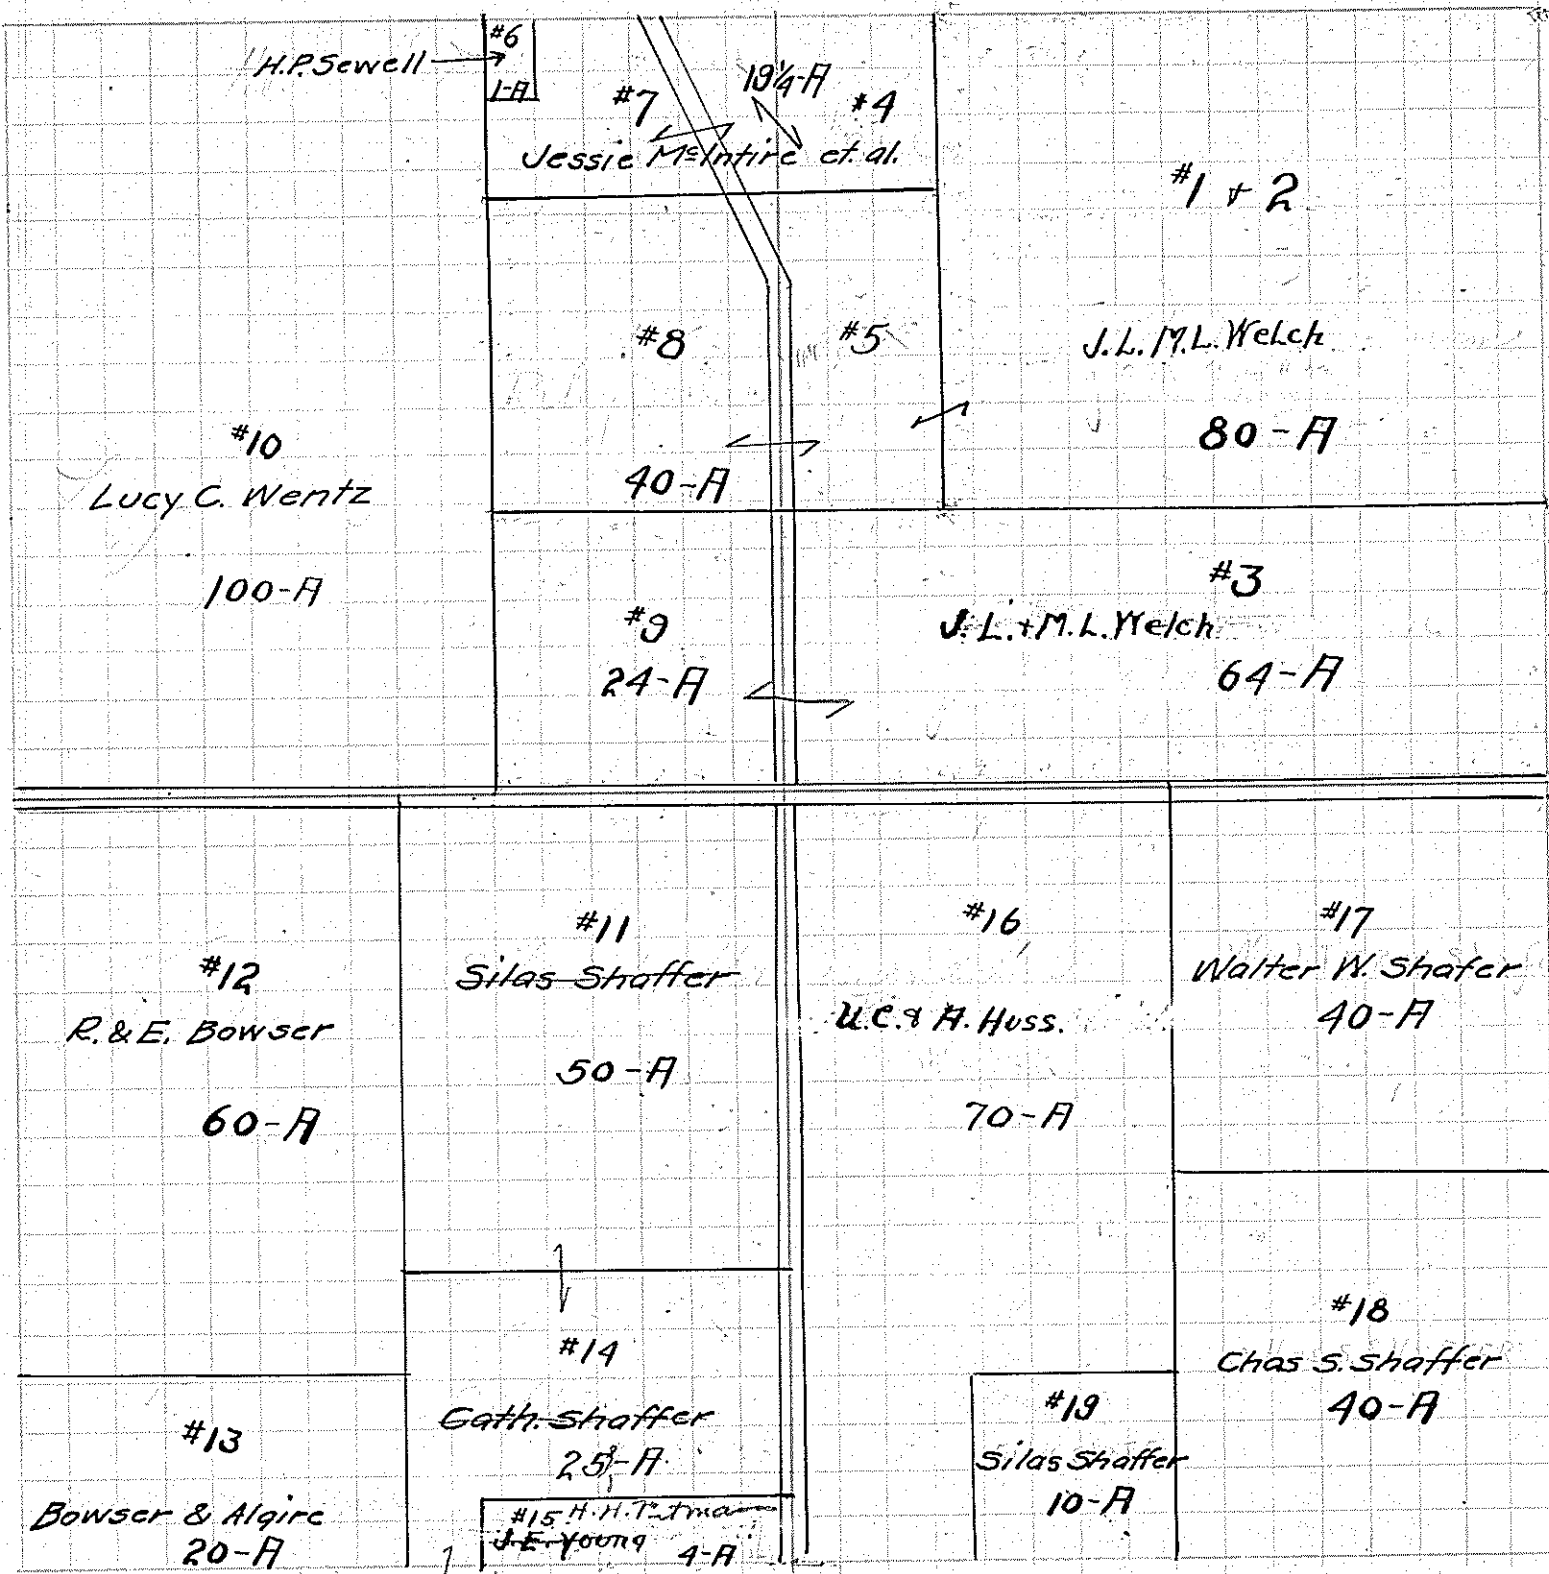 #6
H.P. Sewell
1-A
#7
19 1/4-A
#4
Jessie McIntire et. al.
#1 & 2
#8
#5
J.L. M.L. Welch
80-A
40-A
#10
Lucy C. Wentz
100-A
#3
J.L. + M.L. Welch
64-A
#9
24-A
#11
Silas Shaffer
50-A
#12
R. & E. Bowser
60-A
#16
U.C. & A. Huss.
70-A
#17
Walter W. Shafer
40-A
#14
Cath. Shaffer
25-A
#18
Chas S. Shaffer
40-A
#13
Bowser & Algire
20-A
#19
Silas Shaffer
10-A
#15 H.H.
J.E. Young 4-A